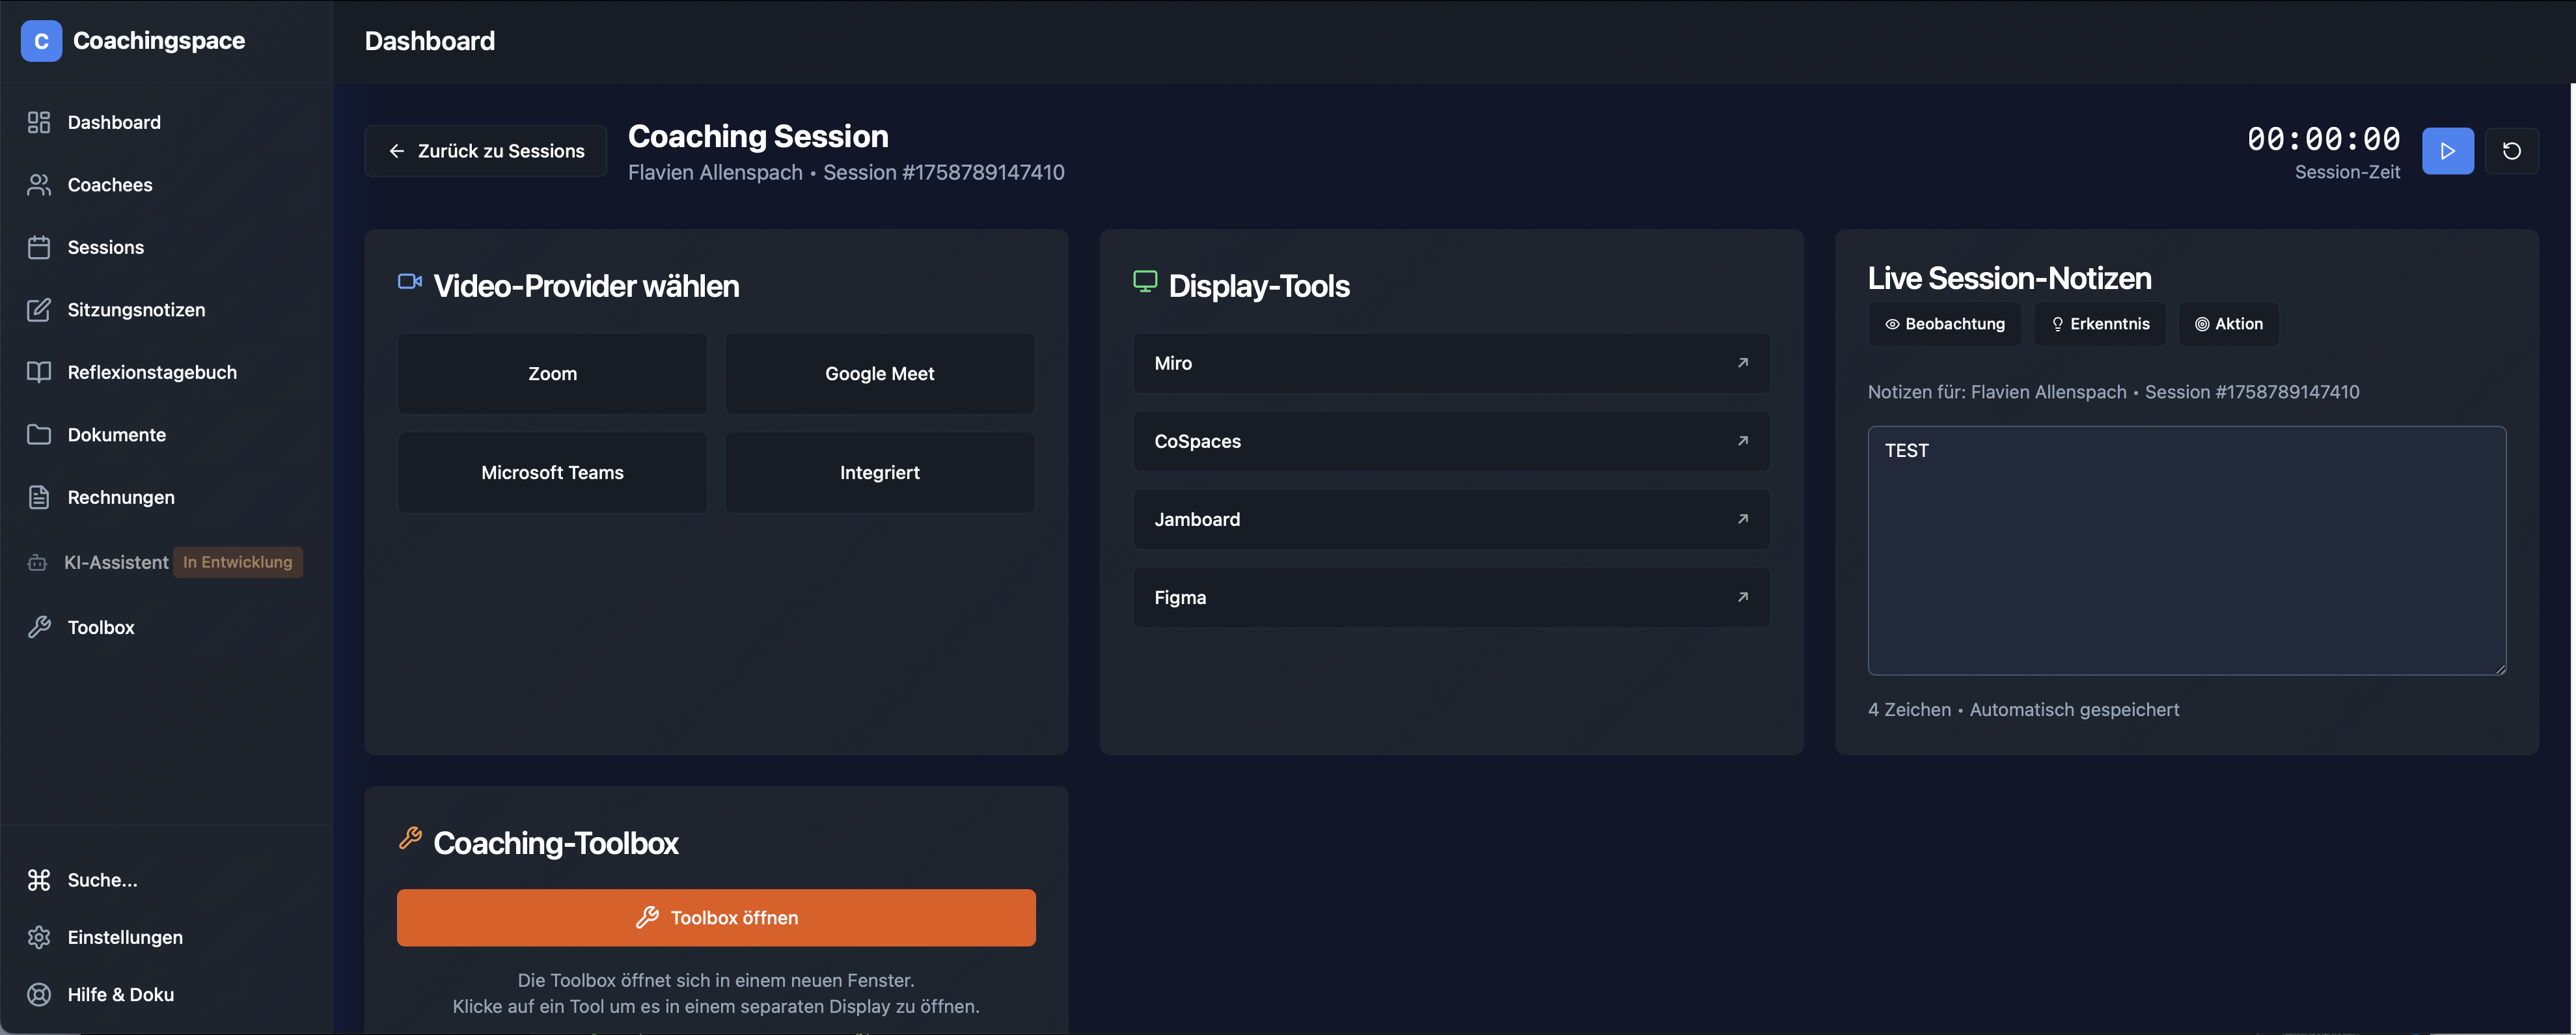 C Coachingspace
Dashboard
Coachees
Sessions
Sitzungsnotizen
Reflexionstagebuch
Dokumente
Rechnungen
KI-Assistent In Entwicklung
Toolbox
Suche...
Einstellungen
Hilfe & Doku
Dashboard
Zurück zu Sessions
Coaching Session
Flavien Allenspach • Session #1758789147410
00:00:00
Session-Zeit
Video-Provider wählen
Zoom
Google Meet
Microsoft Teams
Integriert
Display-Tools
Miro
CoSpaces
Jamboard
Figma
Live Session-Notizen
Beobachtung
Erkenntnis
Aktion
Notizen für: Flavien Allenspach • Session #1758789147410
TEST
4 Zeichen • Automatisch gespeichert
Coaching-Toolbox
Toolbox öffnen
Die Toolbox öffnet sich in einem neuen Fenster.
Klicke auf ein Tool um es in einem separaten Display zu öffnen.